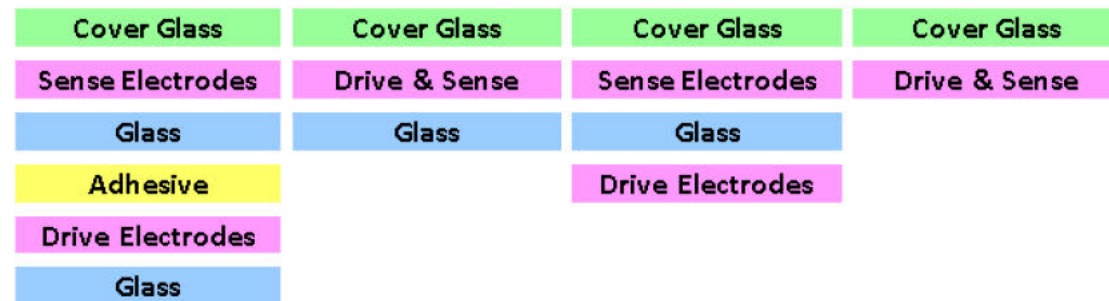 Cover Glass Cover Glass Cover Glass Cover Glass
Sense Electrodes Drive & Sense Sense Electrodes Drive & Sense
Glass Glass Glass
Adhesive Drive Electrodes
Drive Electrodes
Glass